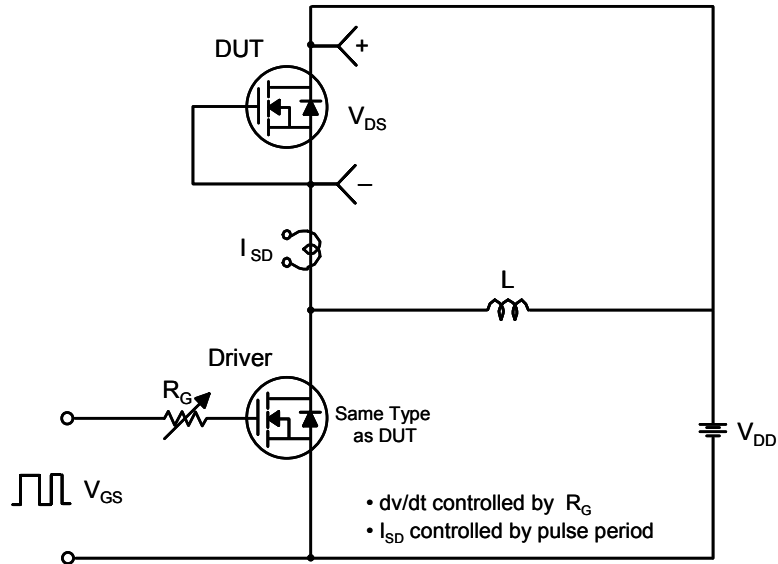 DUT
+
V_DS
–
I_SD
L
Driver
R_G
Same Type
as DUT
V_DD
V_GS
• dv/dt controlled by R_G
• I_SD controlled by pulse period